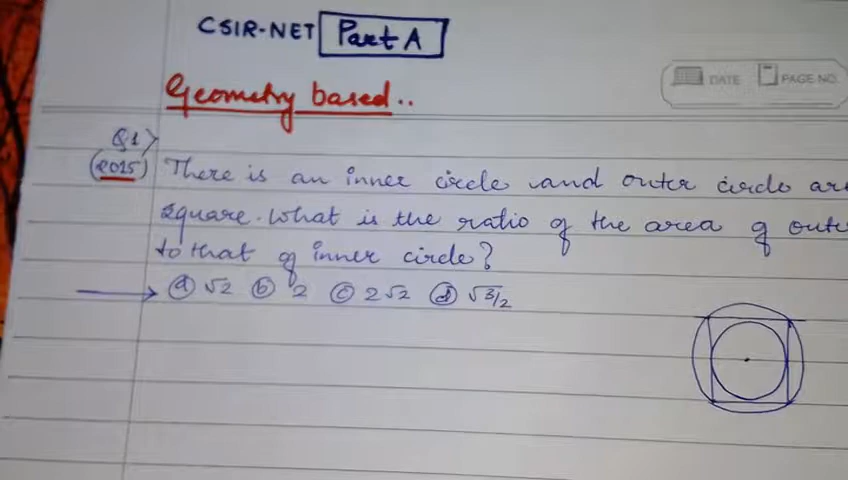 CSIR-NET Part A
DATE PAGE NO.
Geometry based..
Q1>
(2015) There is an inner circle and outer circle
square. What is the ratio of the area of
to that of inner circle?
→ (a) √2 (b) 2 (c) 2√2 (d) √3/2